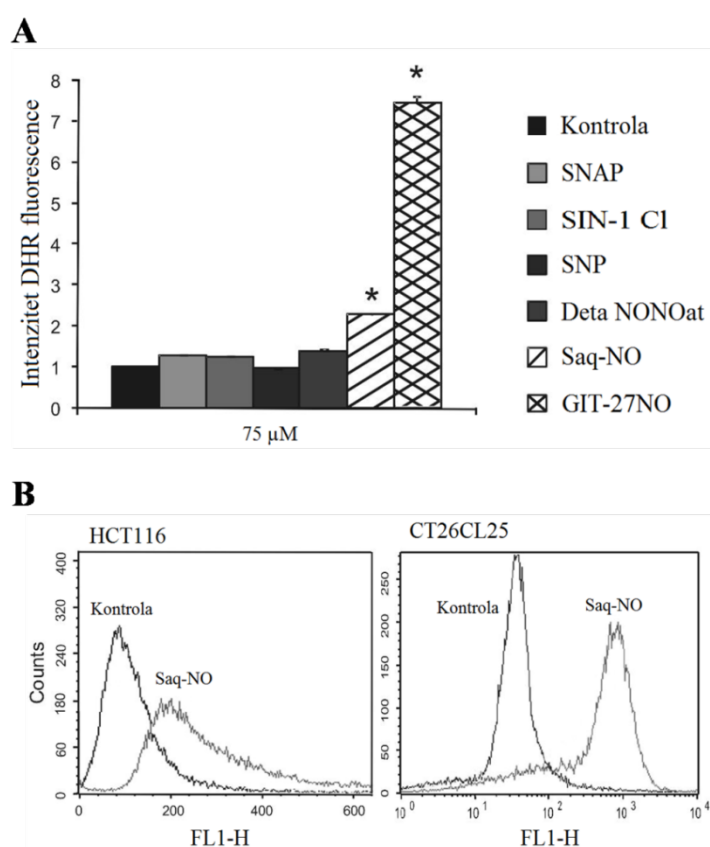 A
Intenzitet DHR fluorescence
8
7
6
5
4
3
2
1
0
*
*
75 µM
Kontrola
SNAP
SIN-1 Cl
SNP
Deta NONOat
Saq-NO
GIT-27NO
B
HCT116
Counts
400
320
240
180
60
0
Kontrola
Saq-NO
0 200 400 600
FL1-H
CT26CL25
250
200
150
100
50
0
Kontrola
Saq-NO
10⁰ 10¹ 10² 10³ 10⁴
FL1-H